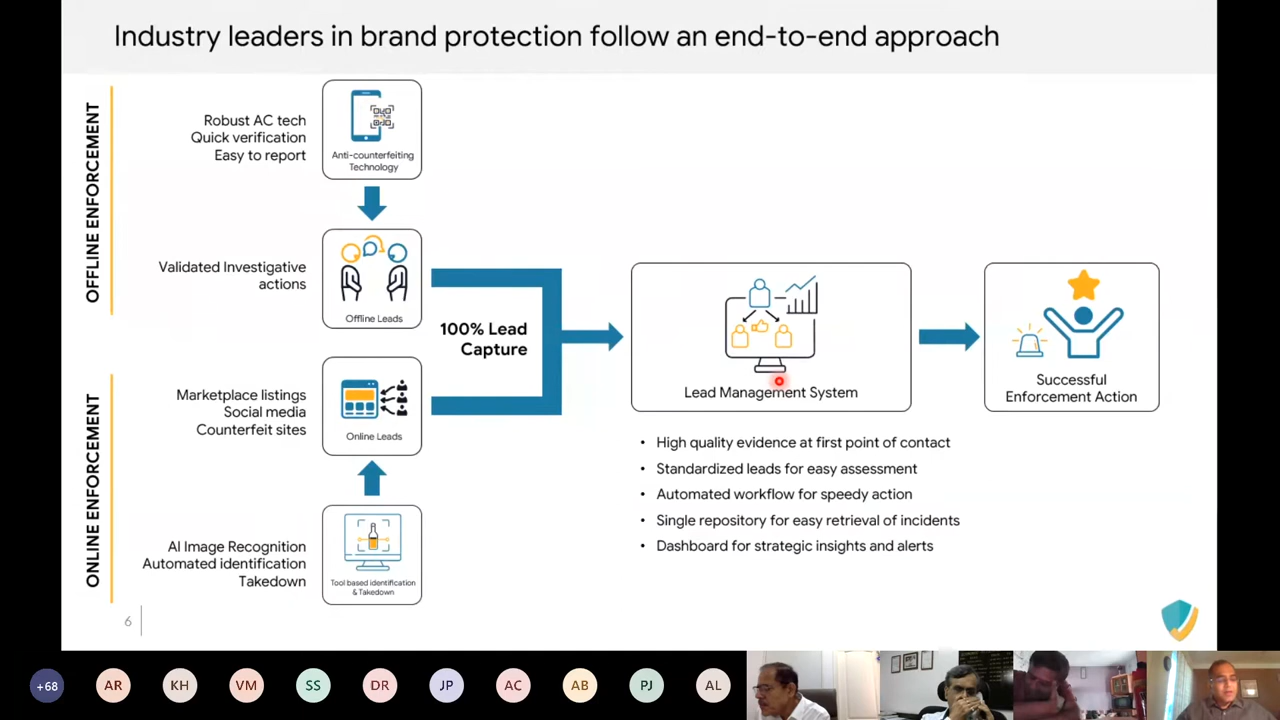 Industry leaders in brand protection follow an end-to-end approach
OFFLINE ENFORCEMENT
Robust AC tech
Quick verification
Easy to report
Anti-counterfeiting
Technology
Validated Investigative
actions
Offline Leads
100% Lead
Capture
ONLINE ENFORCEMENT
Marketplace listings
Social media
Counterfeit sites
Online Leads
AI Image Recognition
Automated identification
Takedown
Tool based identification
& Takedown
Lead Management System
• High quality evidence at first point of contact
• Standardized leads for easy assessment
• Automated workflow for speedy action
• Single repository for easy retrieval of incidents
• Dashboard for strategic insights and alerts
Successful
Enforcement Action
6
+68
AR
KH
VM
SS
DR
JP
AC
AB
PJ
AL